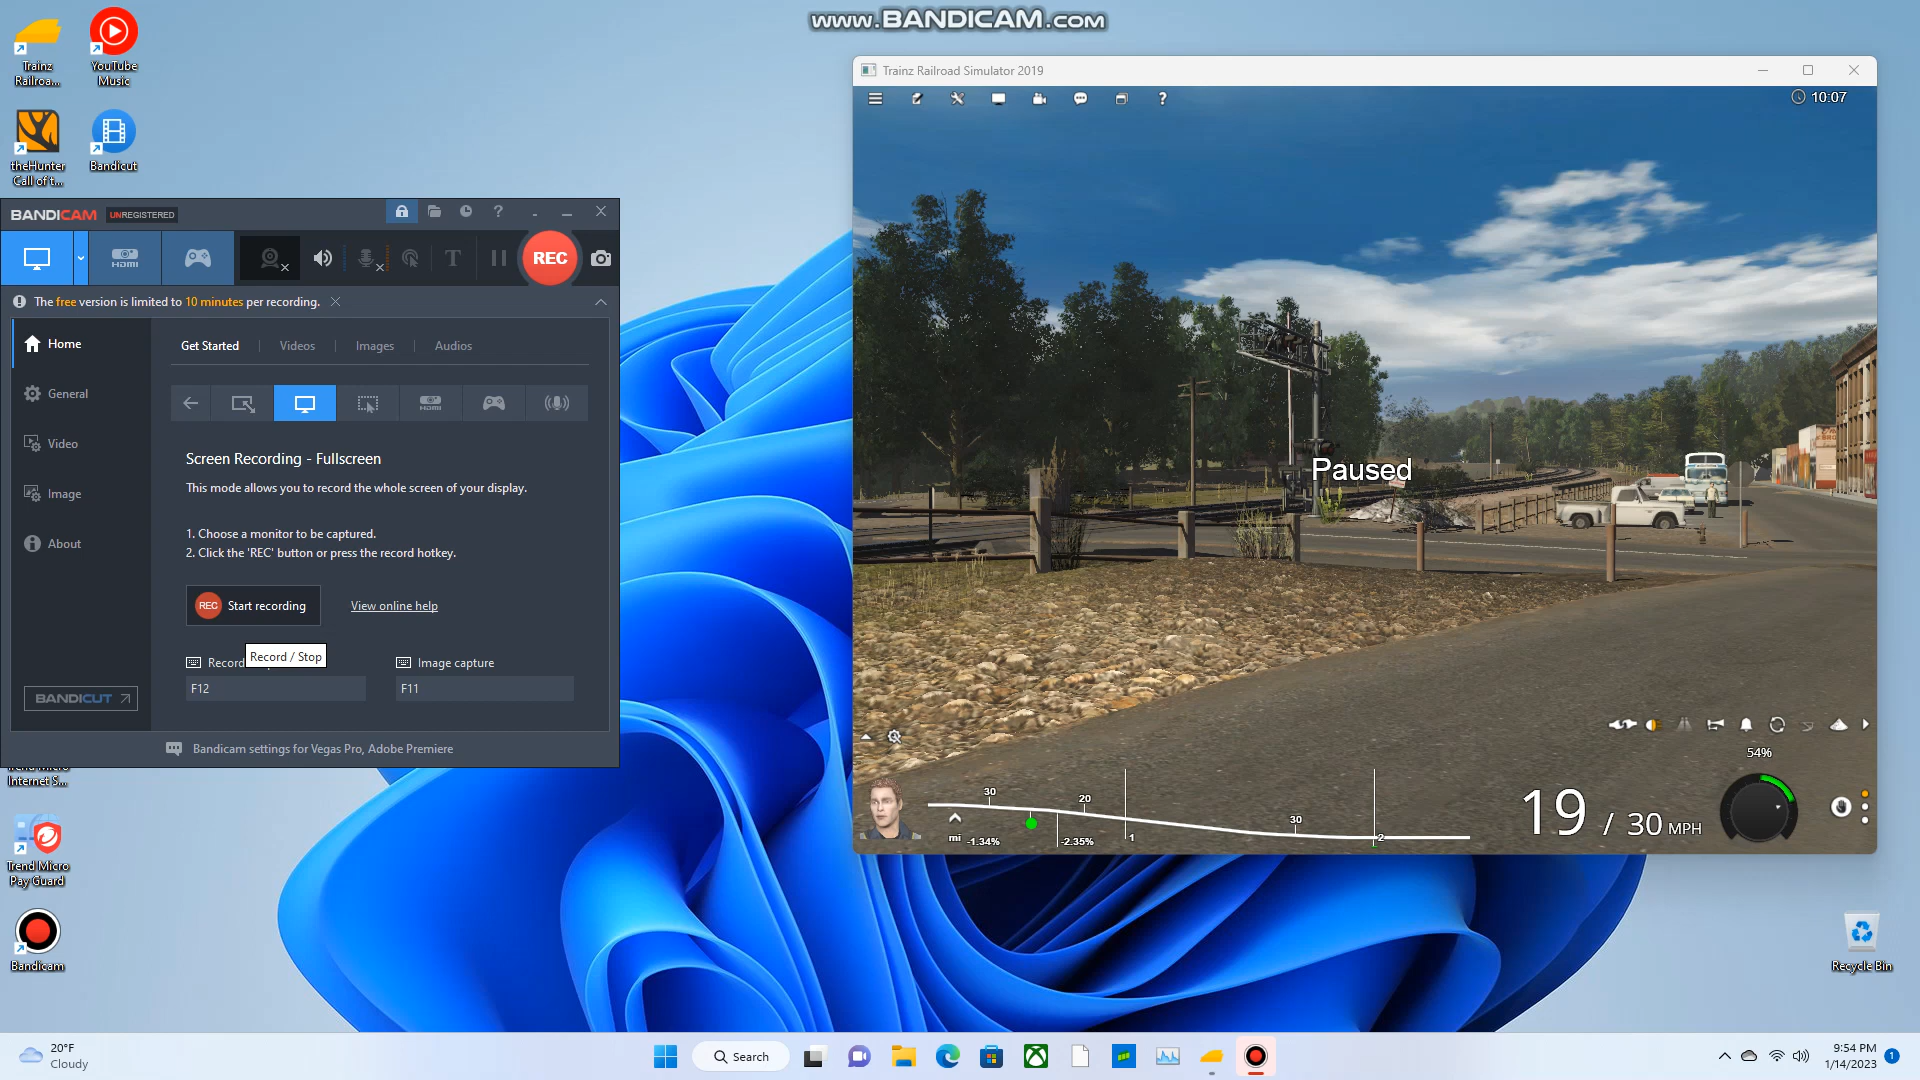 www.BANDICAM.com
Trainz
Railroa...
YouTube
Music
theHunter
Call of t...
Bandicut
BANDICAM UNREGISTERED
HDMI
T
REC
The free version is limited to 10 minutes per recording.
Home
General
Video
Image
About
BANDICUT
Get Started
Videos
Images
Audios
HDMI
Screen Recording - Fullscreen
This mode allows you to record the whole screen of your display.
1. Choose a monitor to be captured.
2. Click the 'REC' button or press the record hotkey.
REC Start recording
View online help
Record
Record / Stop
Image capture
F12
F11
Bandicam settings for Vegas Pro, Adobe Premiere
Internet S...
Trend Micro
Pay Guard
Bandicam
Trainz Railroad Simulator 2019
10:07
Paused
54%
30
20
30
mi
-1.34%
-2.35%
1
2
19 / 30 MPH
Recycle Bin
20°F
Cloudy
Search
9:54 PM
1/14/2023
1